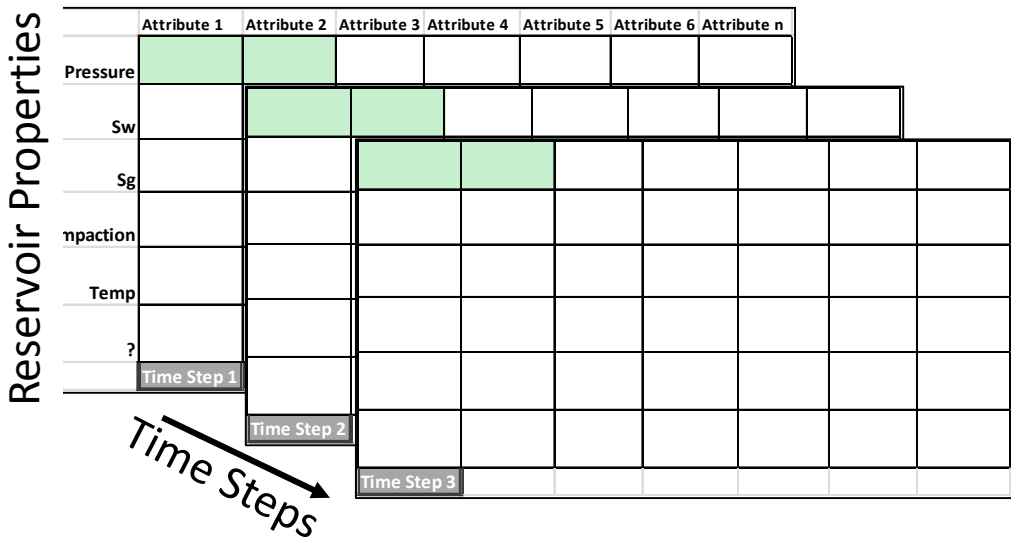 Reservoir Properties
Attribute 1 Attribute 2 Attribute 3 Attribute 4 Attribute 5 Attribute 6 Attribute n
Pressure
Sw
Sg
mpaction
Temp
?
Time Step 1
Time Step 2
Time Step 3
Time Steps